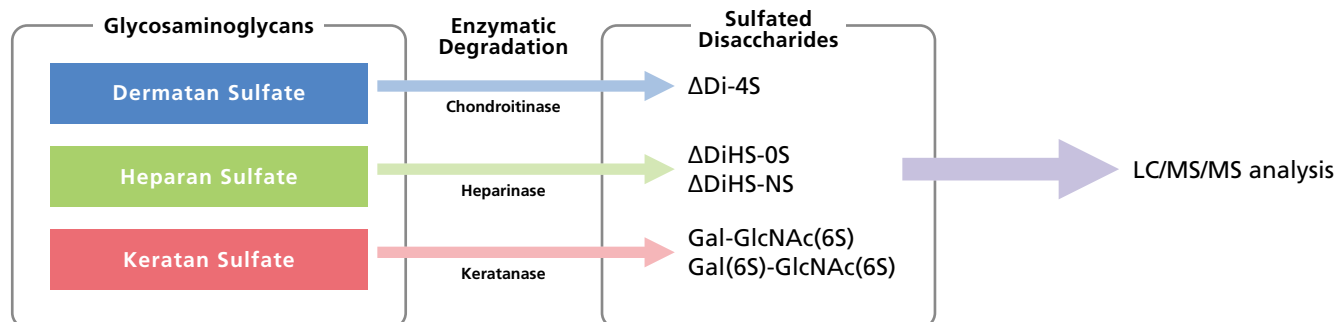 Glycosaminoglycans
Enzymatic
Degradation
Sulfated
Disaccharides
Dermatan Sulfate
Chondroitinase
ΔDi-4S
Heparan Sulfate
Heparinase
ΔDiHS-0S
ΔDiHS-NS
LC/MS/MS analysis
Keratan Sulfate
Keratanase
Gal-GlcNAc(6S)
Gal(6S)-GlcNAc(6S)